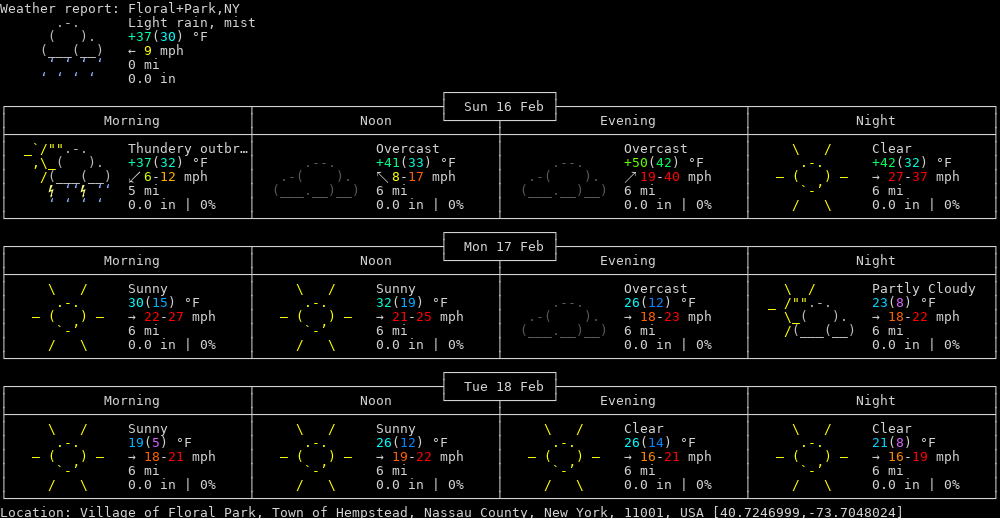 Weather report: Floral+Park,NY
Light rain, mist
+37(30) °F
← 9 mph
0 mi
0.0 in
Sun 16 Feb
Morning Noon Evening Night
Thundery outbr… Overcast Overcast Clear
+37(32) °F +41(33) °F +50(42) °F +42(32) °F
↙ 6-12 mph ↖ 8-17 mph ↗ 19-40 mph → 27-37 mph
5 mi 6 mi 6 mi 6 mi
0.0 in | 0% 0.0 in | 0% 0.0 in | 0% 0.0 in | 0%
Mon 17 Feb
Morning Noon Evening Night
Sunny Sunny Overcast Partly Cloudy
30(15) °F 32(19) °F 26(12) °F 23(8) °F
→ 22-27 mph → 21-25 mph → 18-23 mph → 18-22 mph
6 mi 6 mi 6 mi 6 mi
0.0 in | 0% 0.0 in | 0% 0.0 in | 0% 0.0 in | 0%
Tue 18 Feb
Morning Noon Evening Night
Sunny Sunny Clear Clear
19(5) °F 26(12) °F 26(14) °F 21(8) °F
→ 18-21 mph → 19-22 mph → 16-21 mph → 16-19 mph
6 mi 6 mi 6 mi 6 mi
0.0 in | 0% 0.0 in | 0% 0.0 in | 0% 0.0 in | 0%
Location: Village of Floral Park, Town of Hempstead, Nassau County, New York, 11001, USA [40.7246999,-73.7048024]